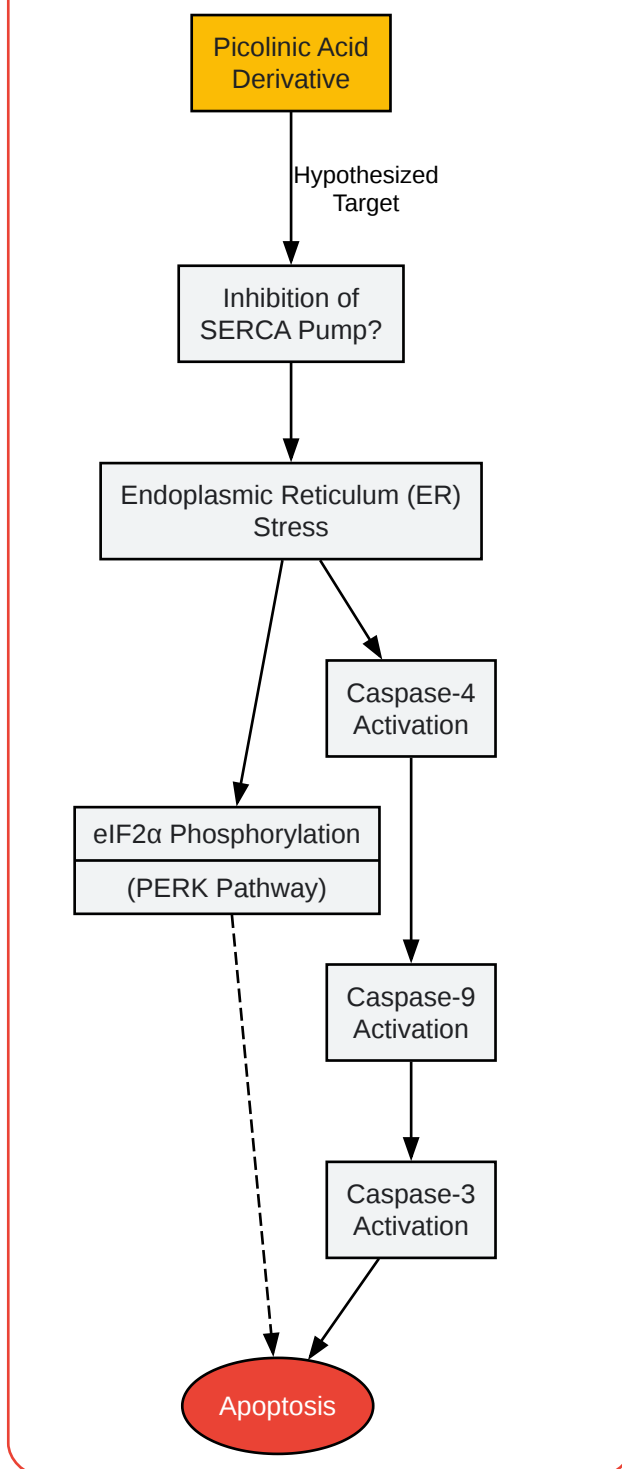 Picolinic Acid
Derivative
Hypothesized
Target
Inhibition of
SERCA Pump?
Endoplasmic Reticulum (ER)
Stress
Caspase-4
Activation
eIF2α Phosphorylation
(PERK Pathway)
Caspase-9
Activation
Caspase-3
Activation
Apoptosis